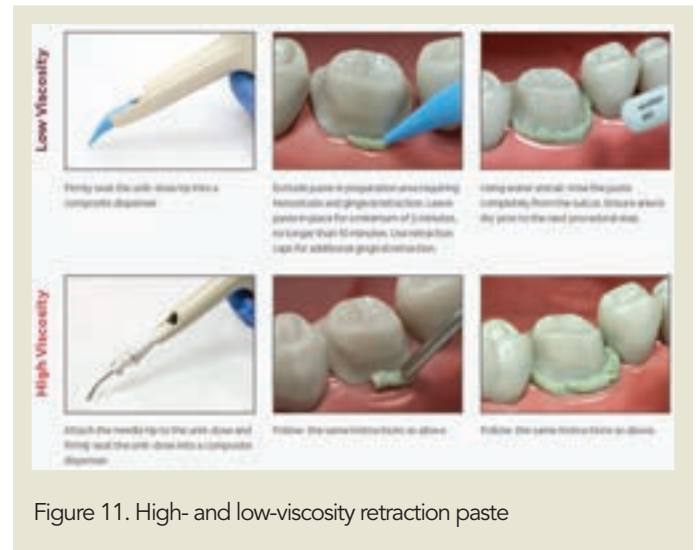 Low Viscosity
Firmly seat the unit-dose tip into a
composite dispenser
Extrude paste in preparation area requiring
hemostasis and gingival retraction. Leave
paste in place for a minimum of 2 minutes,
no longer than 10 minutes. Use retraction
caps for additional gingival retraction.
Using water and air, rinse the paste
completely from the sulcus. Ensure area is
dry prior to the next procedural step.
High Viscosity
Attach the needle tip to the unit-dose and
firmly seat the unit-dose into a composite
dispenser
Follow the same instructions as above
Follow the same instructions as above
Figure 11. High- and low-viscosity retraction paste